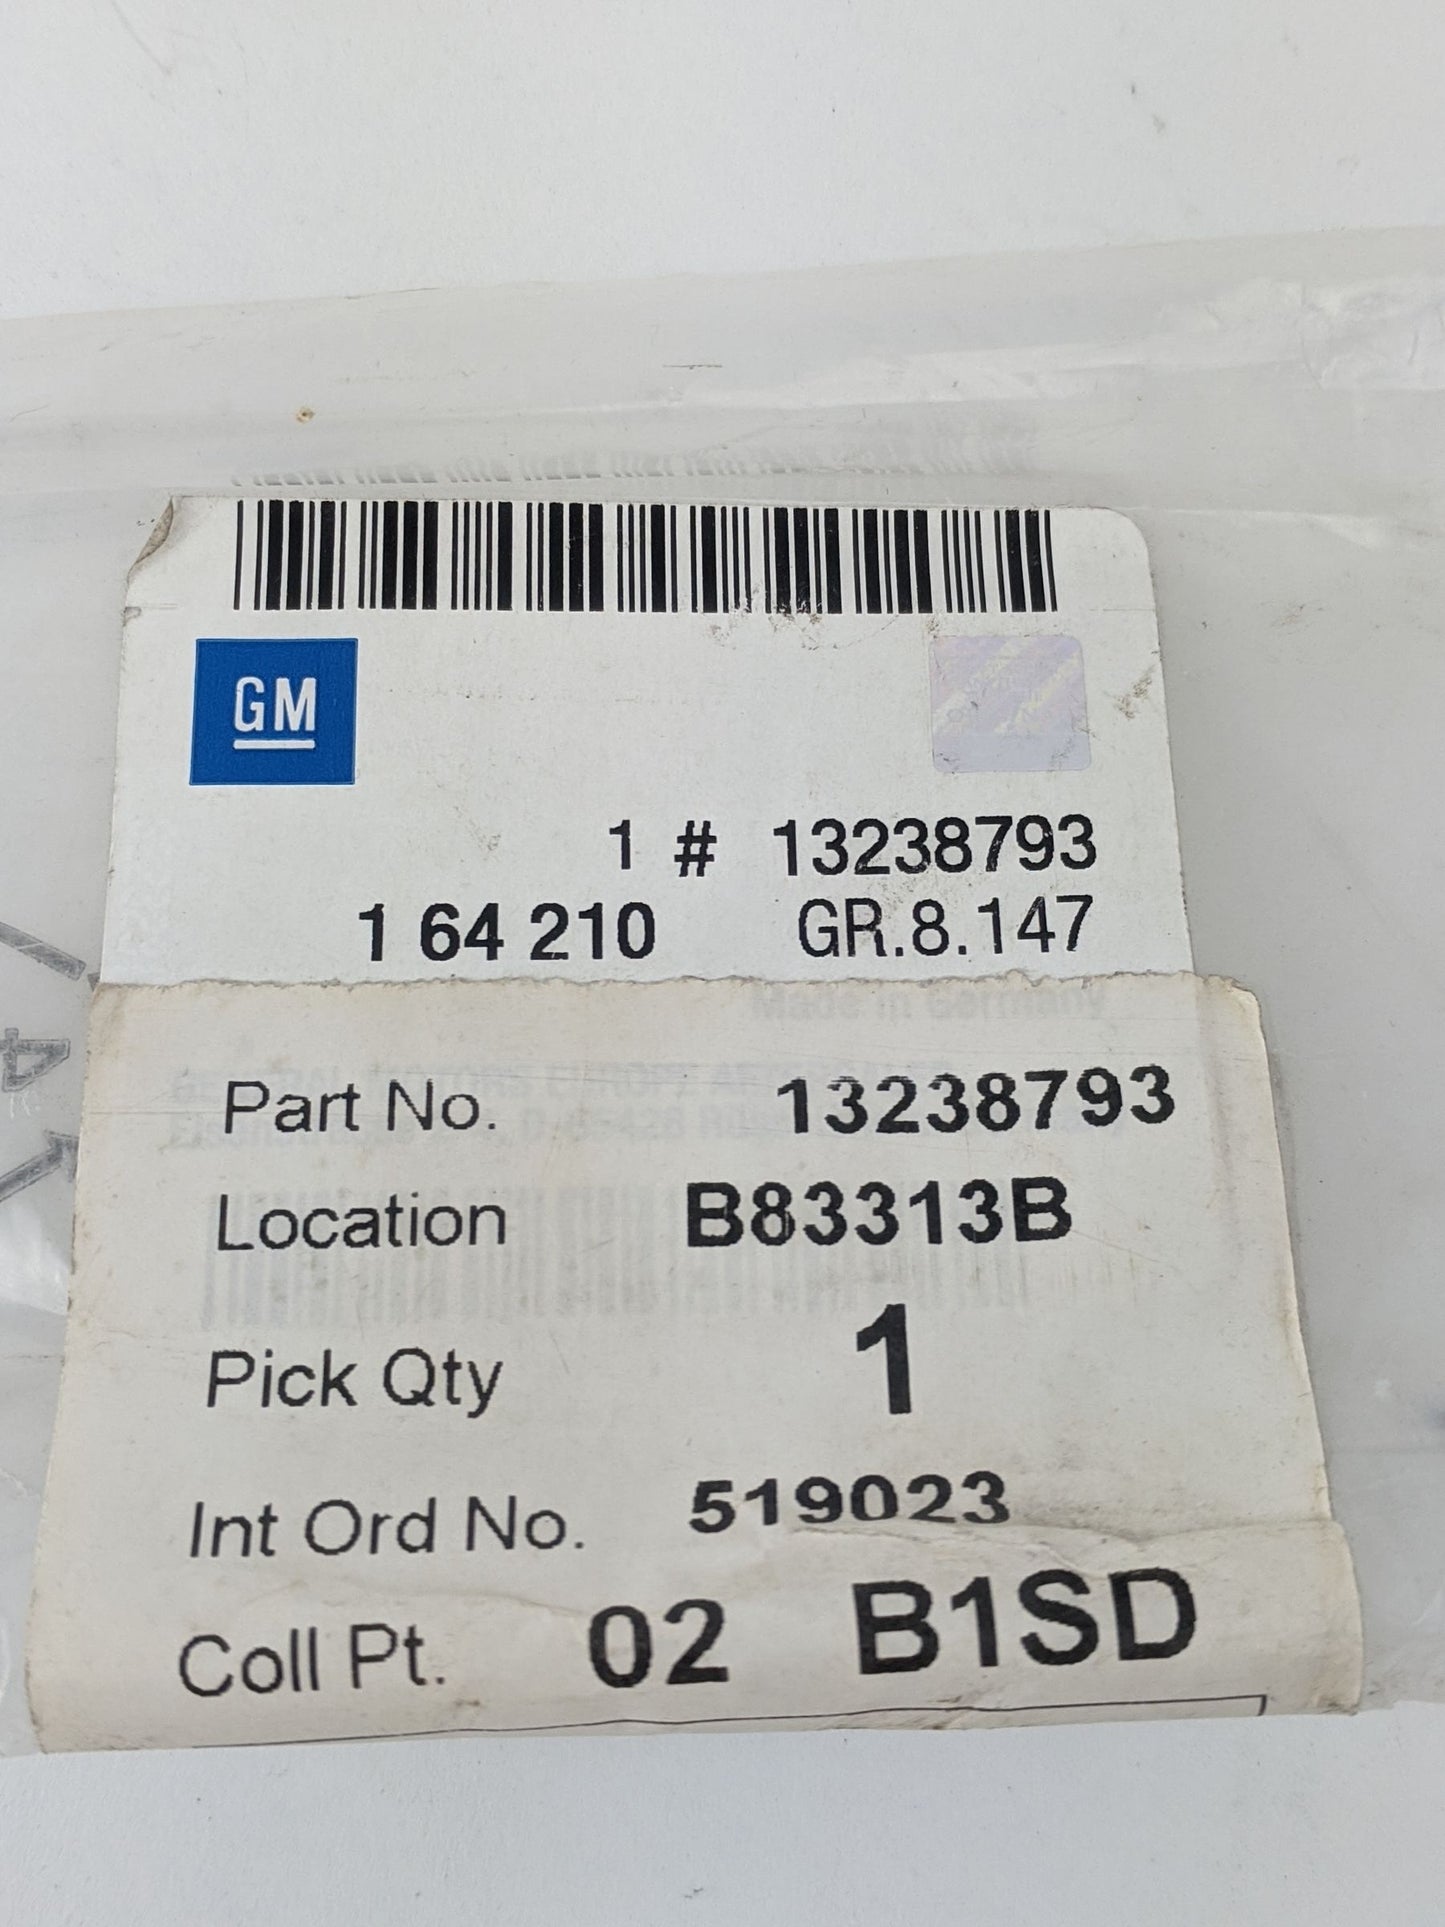 GM
1 # 13238793
1 64 210 GR.8.147
Made in Germany
4
Part No. 13238793
Location B83313B
Pick Qty 1
Int Ord No. 519023
Coll Pt. 02 B1SD